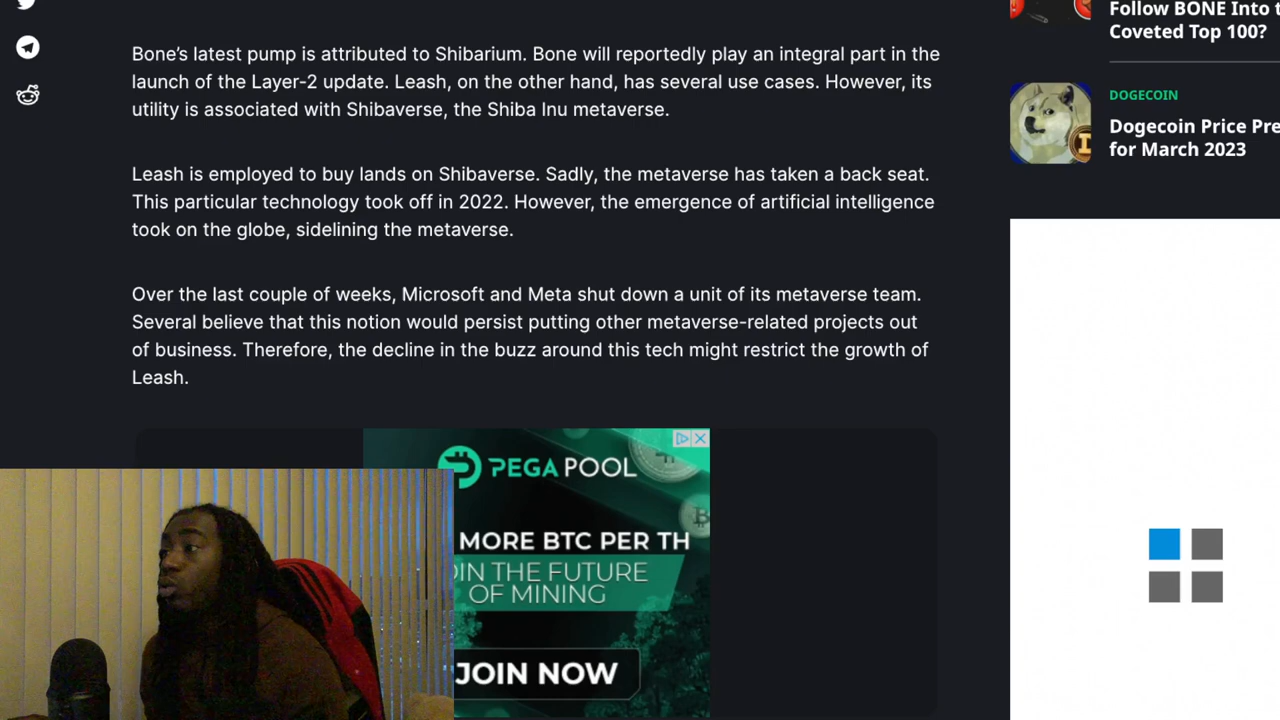 Bone's latest pump is attributed to Shibarium. Bone will reportedly play an integral part in the
launch of the Layer-2 update. Leash, on the other hand, has several use cases. However, its
utility is associated with Shibaverse, the Shiba Inu metaverse.
Leash is employed to buy lands on Shibaverse. Sadly, the metaverse has taken a back seat.
This particular technology took off in 2022. However, the emergence of artificial intelligence
took on the globe, sidelining the metaverse.
Over the last couple of weeks, Microsoft and Meta shut down a unit of its metaverse team.
Several believe that this notion would persist putting other metaverse-related projects out
of business. Therefore, the decline in the buzz around this tech might restrict the growth of
Leash.
PEGA POOL
MORE BTC PER TH
OIN THE FUTURE
OF MINING
JOIN NOW
Follow BONE Into t
Coveted Top 100?
DOGECOIN
Dogecoin Price Pre
for March 2023